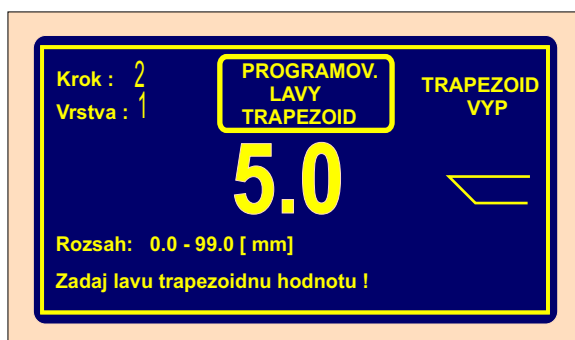 Krok : 2
Vrstva : 1
PROGRAMOV.
LAVY
TRAPEZOID
TRAPEZOID
VYP
5.0
Rozsah: 0.0 - 99.0 [ mm]
Zadaj lavu trapezoidnu hodnotu !